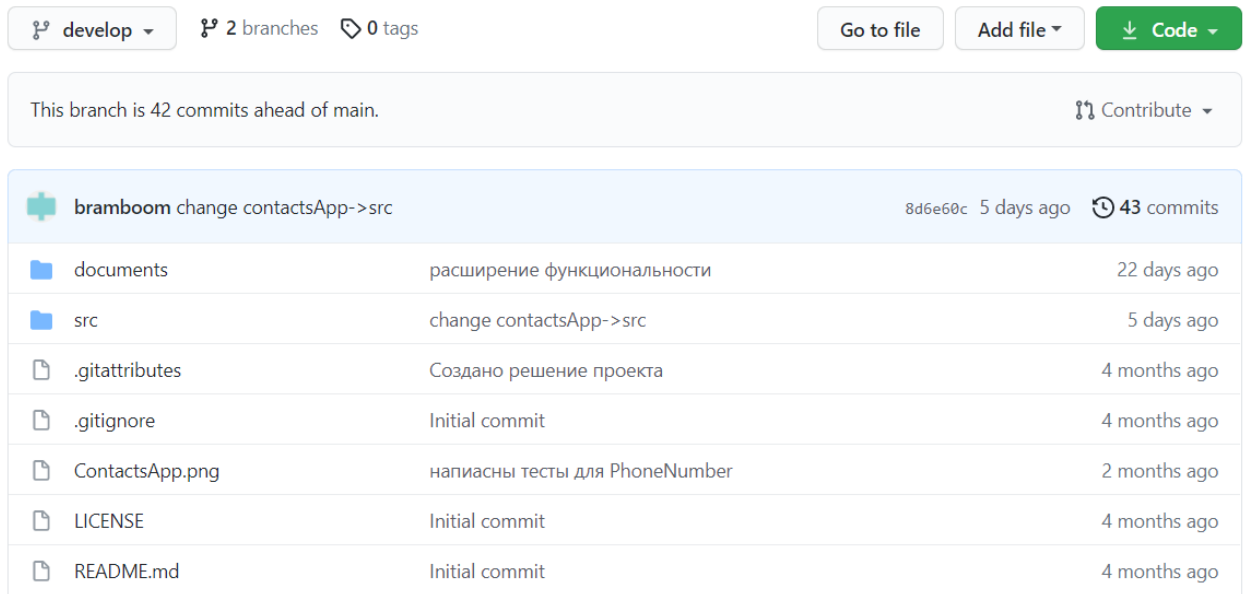 develop 2 branches 0 tags Go to file Add file Code
This branch is 42 commits ahead of main. Contribute
bramboom change contactsApp->src 8d6e60c 5 days ago 43 commits
documents расширение функциональности 22 days ago
src change contactsApp->src 5 days ago
.gitattributes Создано решение проекта 4 months ago
.gitignore Initial commit 4 months ago
ContactsApp.png напиасны тесты для PhoneNumber 2 months ago
LICENSE Initial commit 4 months ago
README.md Initial commit 4 months ago